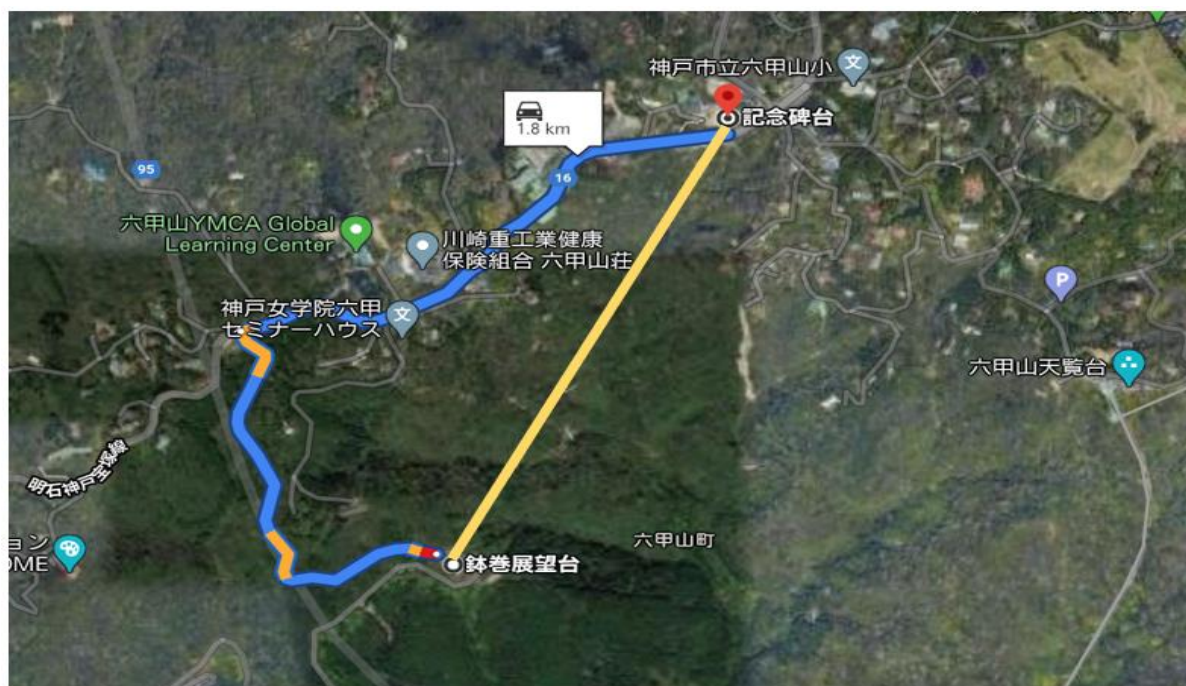 神戸市立六甲山小
記念碑台
1.8 km
95
16
六甲山YMCA Global
Learning Center
川崎重工業健康
保険組合 六甲山荘
神戸女学院六甲
セミナーハウス
P
六甲山天覧台
明石神戸宝塚線
ョン
OME
六甲山町
鉢巻展望台
文
文